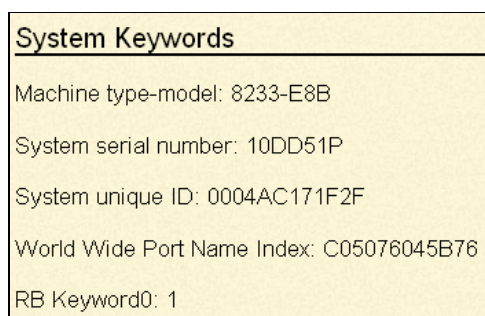 System Keywords
Machine type-model: 8233-E8B
System serial number: 10DD51P
System unique ID: 0004AC171F2F
World Wide Port Name Index: C05076045B76
RB Keyword0: 1